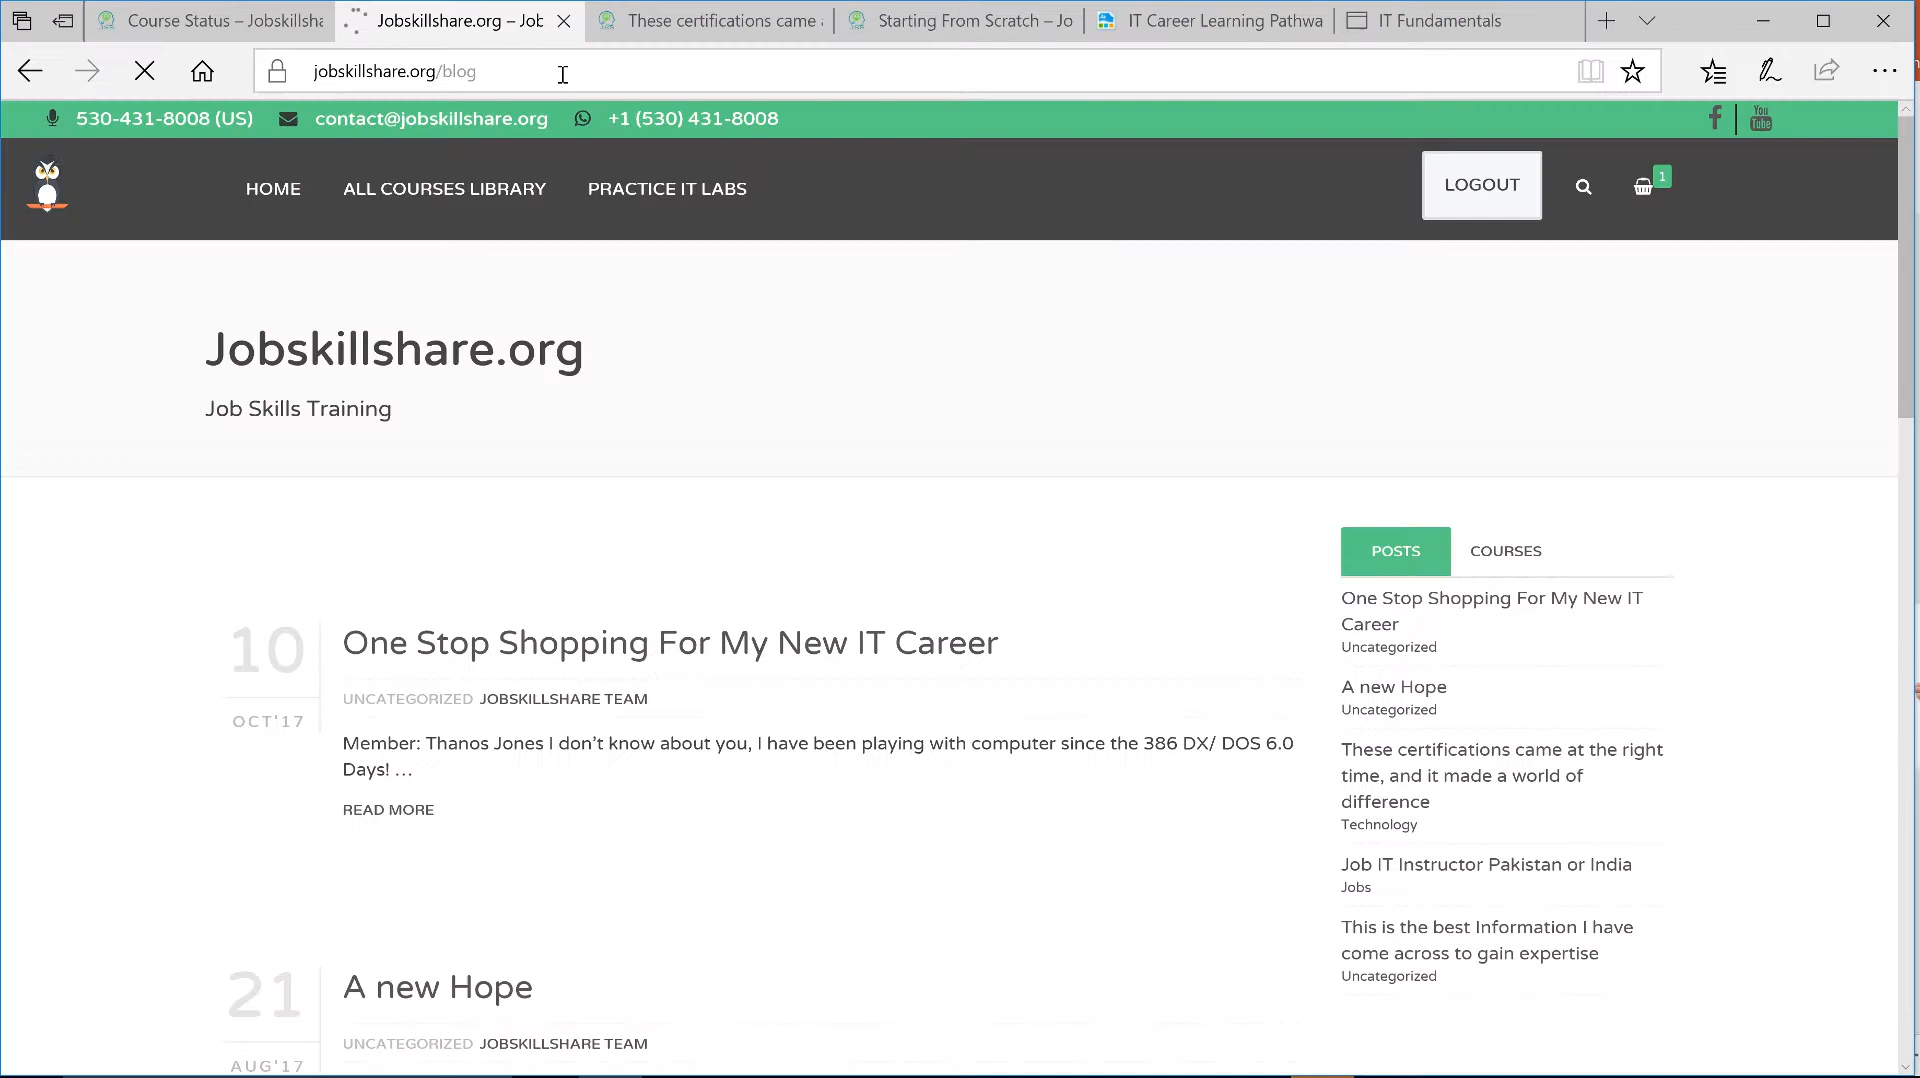 Course Status – Jobskillsha
Jobskillshare.org – Job
These certifications came a
Starting From Scratch – Jo
IT Career Learning Pathwa
IT Fundamentals
jobskillshare.org/blog
530-431-8008 (US)
contact@jobskillshare.org
+1 (530) 431-8008
You
Tube
HOME
ALL COURSES LIBRARY
PRACTICE IT LABS
LOGOUT
1
Jobskillshare.org
Job Skills Training
10
OCT'17
One Stop Shopping For My New IT Career
UNCATEGORIZED JOBSKILLSHARE TEAM
Member: Thanos Jones I don't know about you, I have been playing with computer since the 386 DX/ DOS 6.0
Days! …
READ MORE
21
AUG'17
A new Hope
UNCATEGORIZED JOBSKILLSHARE TEAM
POSTS
COURSES
One Stop Shopping For My New IT
Career
Uncategorized
A new Hope
Uncategorized
These certifications came at the right
time, and it made a world of
difference
Technology
Job IT Instructor Pakistan or India
Jobs
This is the best Information I have
come across to gain expertise
Uncategorized